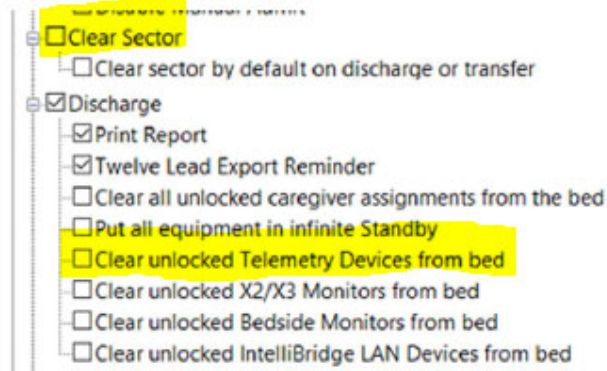 Disable Manual Admit
Clear Sector
Clear sector by default on discharge or transfer
Discharge
Print Report
Twelve Lead Export Reminder
Clear all unlocked caregiver assignments from the bed
Put all equipment in infinite Standby
Clear unlocked Telemetry Devices from bed
Clear unlocked X2/X3 Monitors from bed
Clear unlocked Bedside Monitors from bed
Clear unlocked IntelliBridge LAN Devices from bed